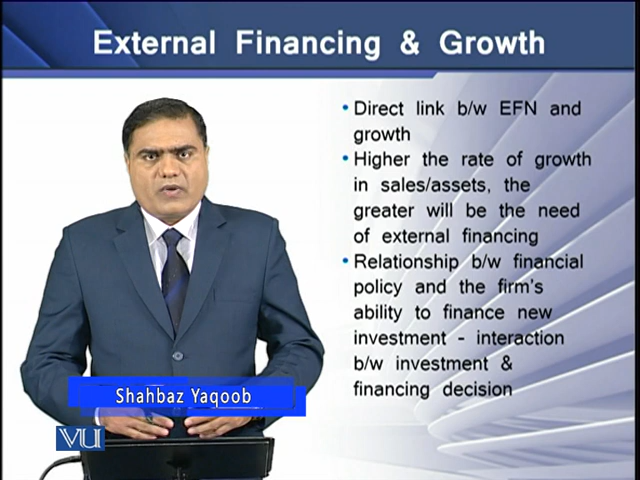 External Financing & Growth
• Direct link b/w EFN and
growth
• Higher the rate of growth
in sales/assets, the
greater will be the need
of external financing
• Relationship b/w financial
policy and the firm's
ability to finance new
investment - interaction
b/w investment &
financing decision
Shahbaz Yaqoob
VU